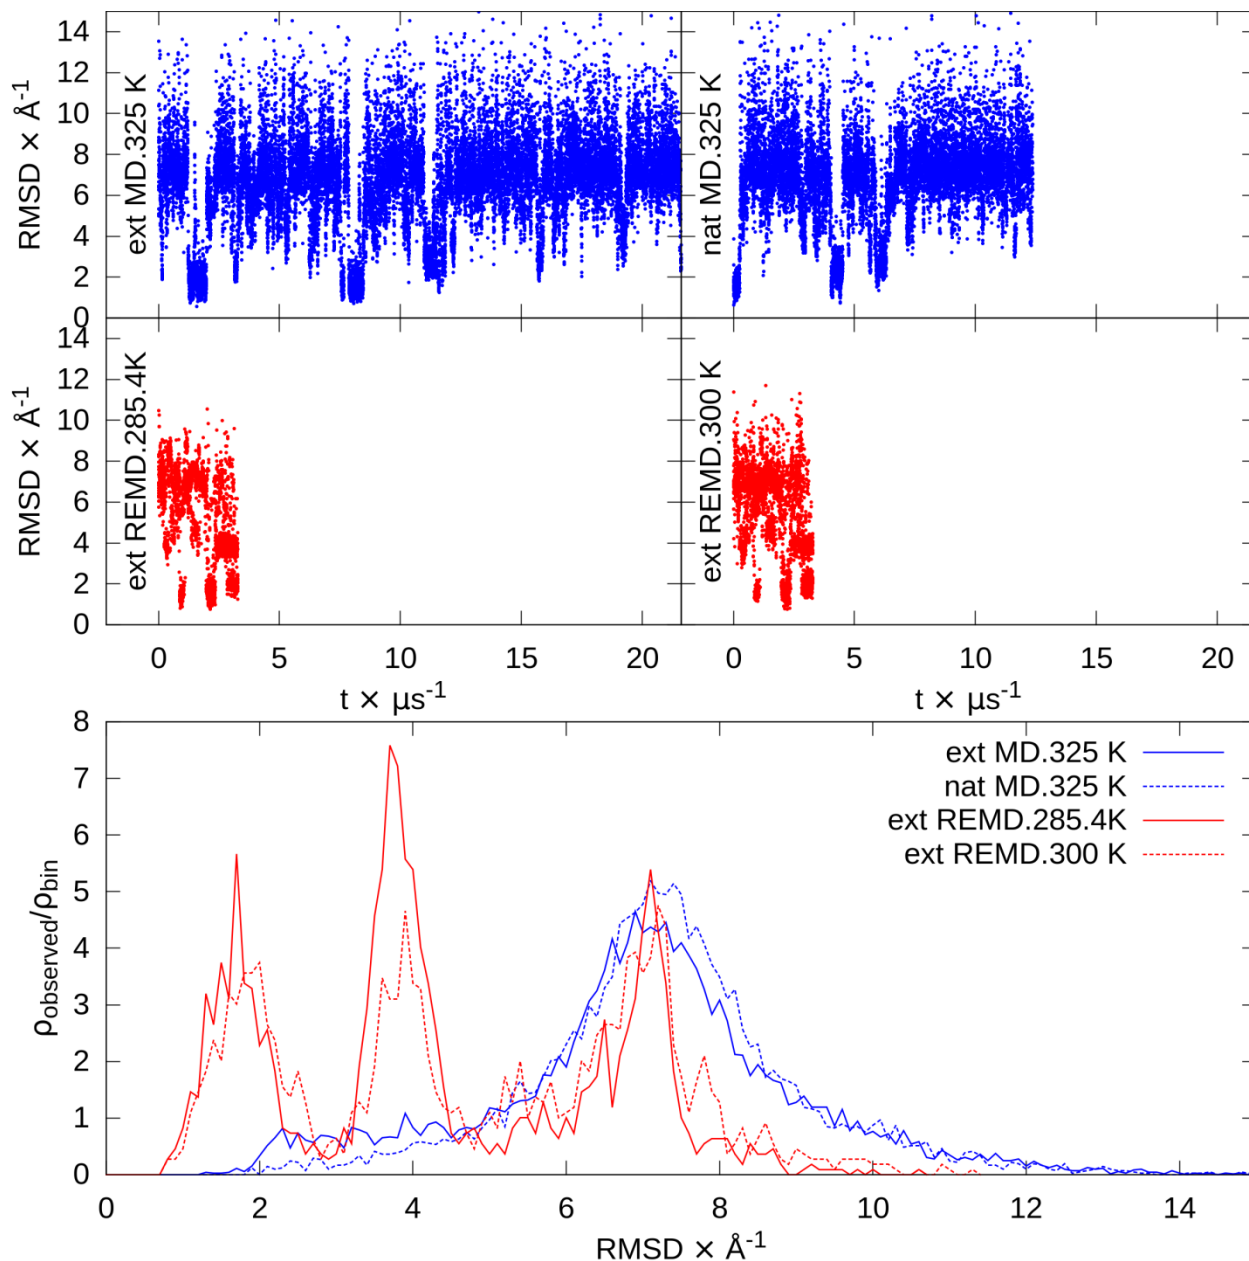 14
12
10
8
6
4
2
0
RMSD × Å⁻¹
ext MD.325 K
nat MD.325 K
14
12
10
8
6
4
2
0
RMSD × Å⁻¹
ext REMD.285.4K
ext REMD.300 K
0 5 10 15 20
0 5 10 15 20
t × µs⁻¹
t × µs⁻¹
8
7
6
5
4
3
2
1
0
ρobserved/ρbin
ext MD.325 K
nat MD.325 K
ext REMD.285.4K
ext REMD.300 K
0 2 4 6 8 10 12 14
RMSD × Å⁻¹